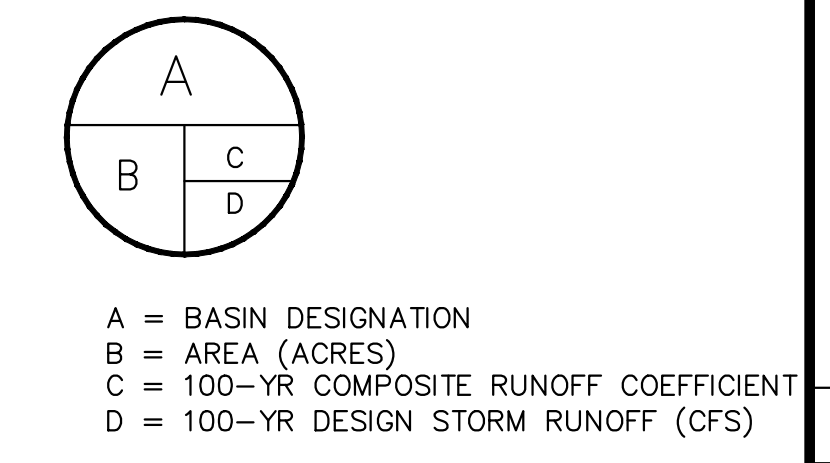 A
B
C
D
A = BASIN DESIGNATION
B = AREA (ACRES)
C = 100-YR COMPOSITE RUNOFF COEFFICIENT
D = 100-YR DESIGN STORM RUNOFF (CFS)